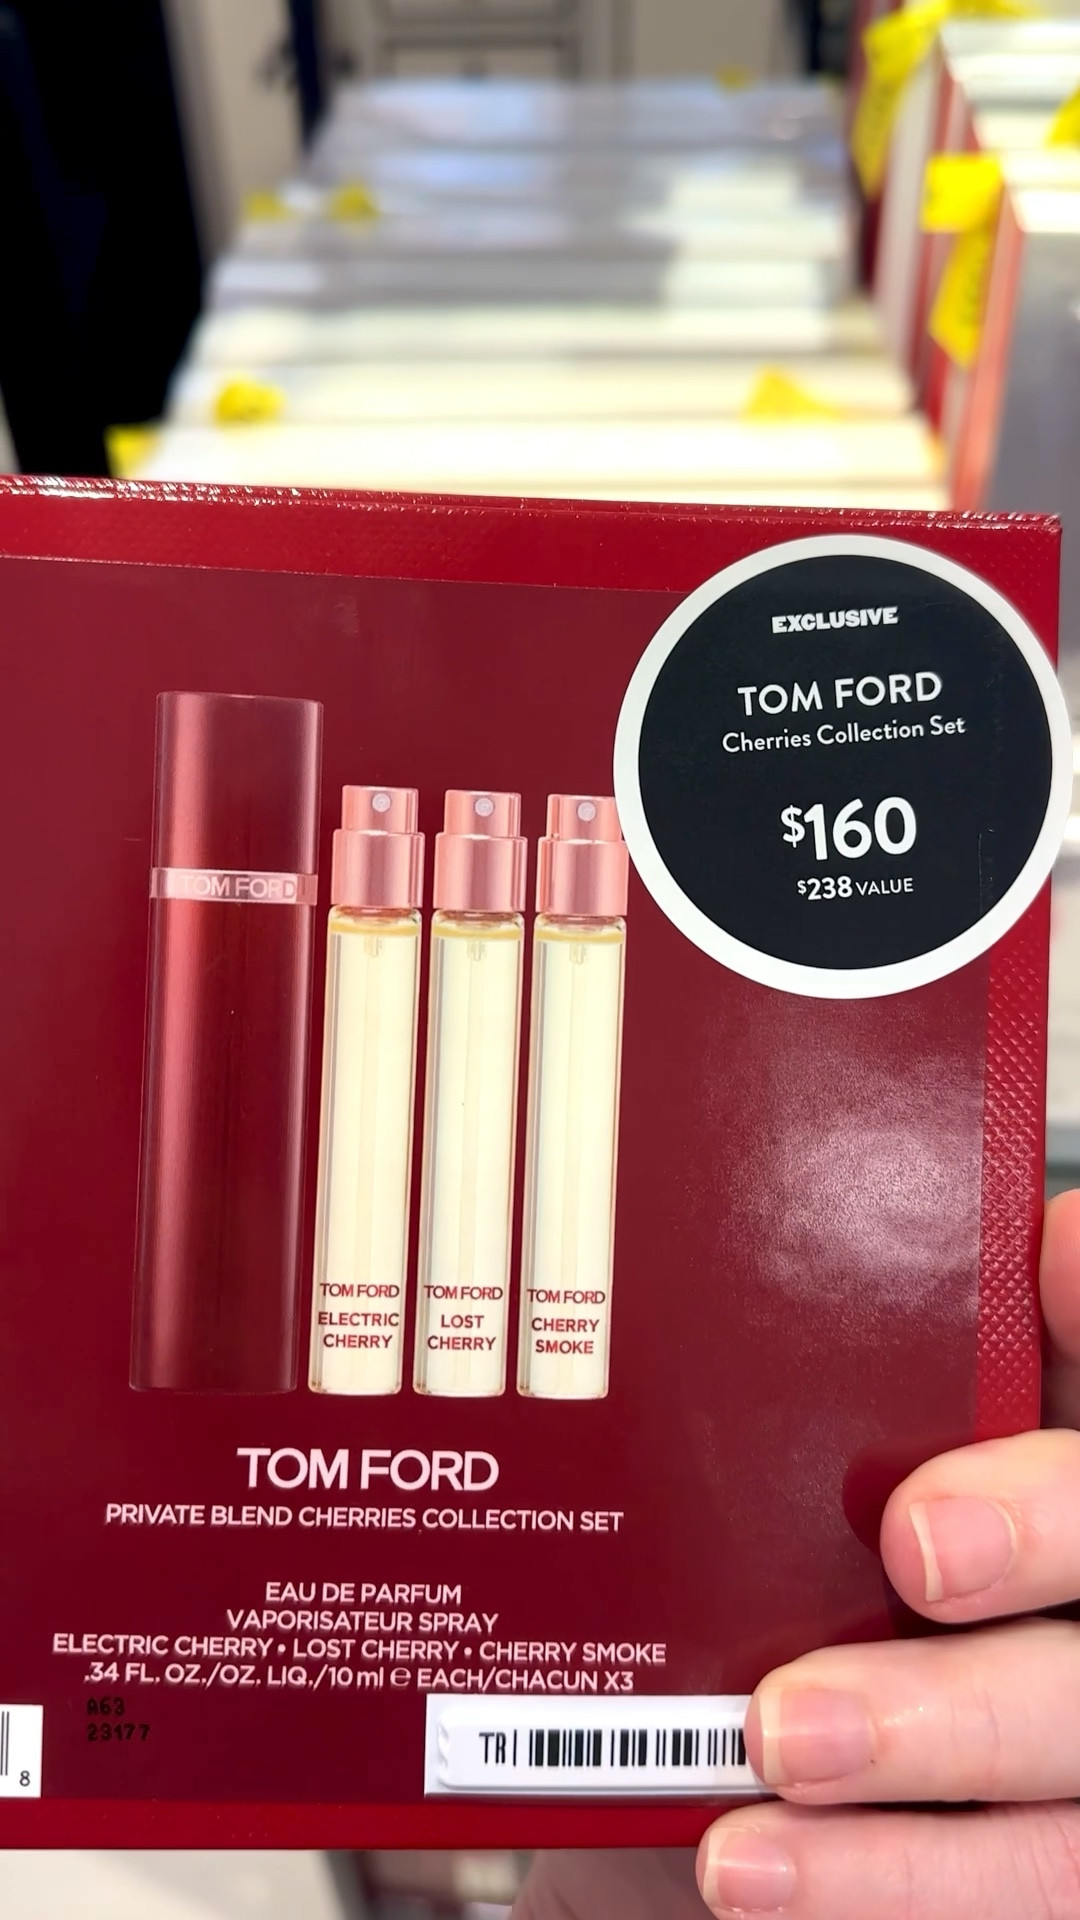 EXCLUSIVE
TOM FORD
Cherries Collection Set
$160
$238 VALUE
TOM FORD
TOM FORD
ELECTRIC
CHERRY
TOM FORD
LOST
CHERRY
TOM FORD
CHERRY
SMOKE
TOM FORD
PRIVATE BLEND CHERRIES COLLECTION SET
EAU DE PARFUM
VAPORISATEUR SPRAY
ELECTRIC CHERRY • LOST CHERRY • CHERRY SMOKE
.34 FL. OZ./OZ. LIQ./10 ml ℮ EACH/CHACUN X3
A63
23177
8
TR